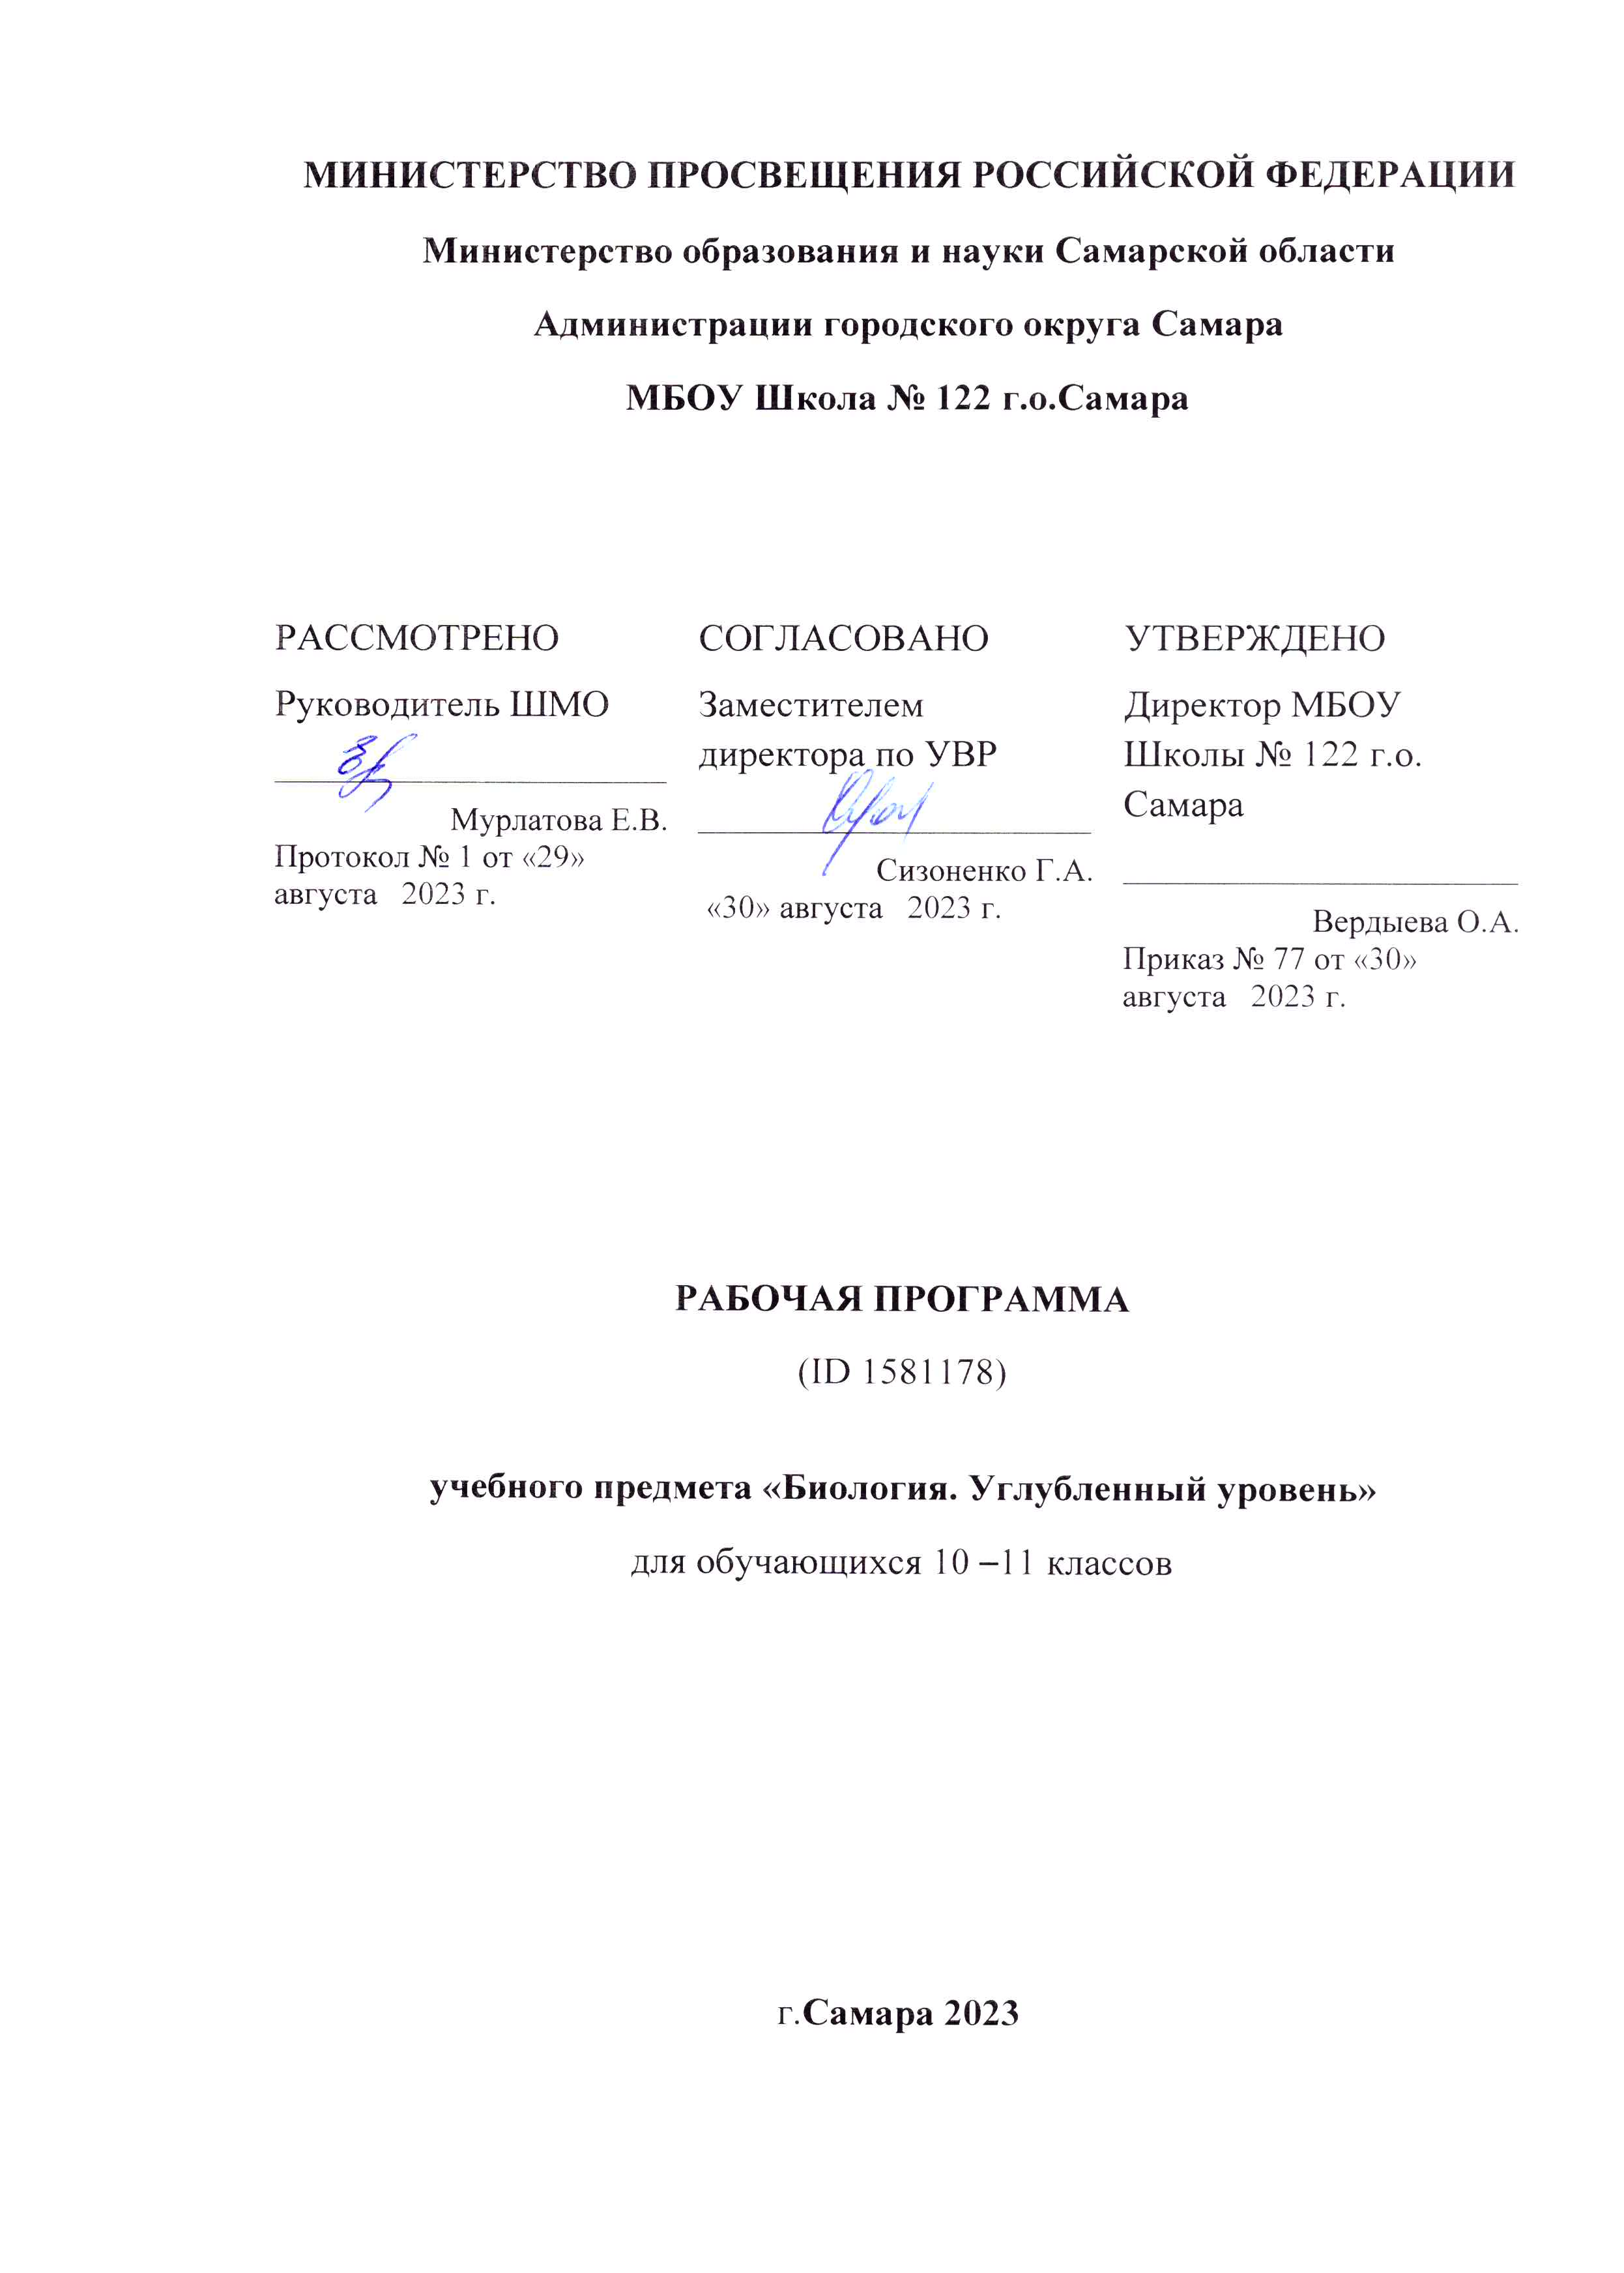 МИНИСТЕРСТВО ПРОСВЕЩЕНИЯ РОССИЙСКОЙ ФЕДЕРАЦИИ
Министерство образования и науки Самарской области
Администрации городского округа Самара
МБОУ Школа № 122 г.о.Самара
РАССМОТРЕНО
Руководитель ШМО
Мурлатова Е.В.
Протокол № 1 от «29»
августа 2023 г.
СОГЛАСОВАНО
Заместителем
директора по УВР
Сизоненко Г.А.
«30» августа 2023 г.
УТВЕРЖДЕНО
Директор МБОУ
Школы № 122 г.о.
Самара
Вердыева О.А.
Приказ № 77 от «30»
августа 2023 г.
РАБОЧАЯ ПРОГРАММА
(ID 1581178)
учебного предмета «Биология. Углубленный уровень»
для обучающихся 10 –11 классов
г.Самара 2023